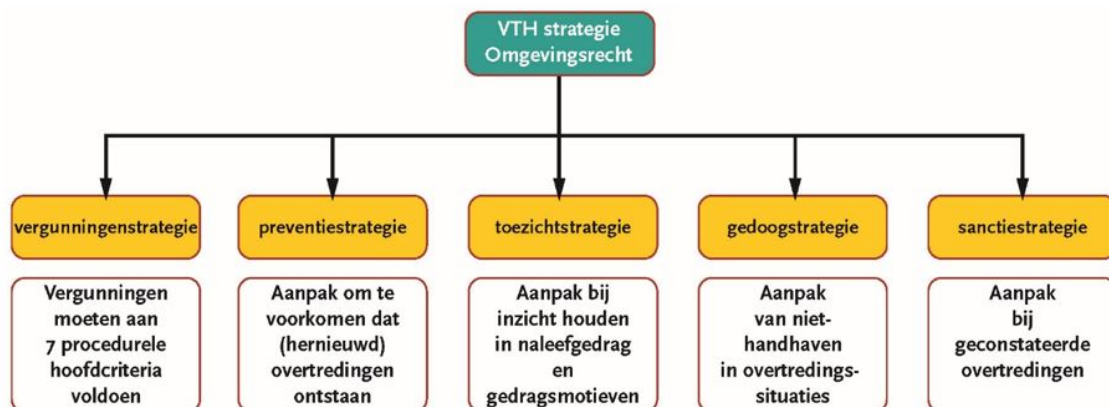 VTH strategie
Omgevingsrecht
vergunningenstrategie
preventiestrategie
toezichtstrategie
gedoogstrategie
sanctiestrategie
Vergunningen
moeten aan
7 procedurele
hoofdcriteria
voldoen
Aanpak om te
voorkomen dat
(hernieuwd)
overtredingen
ontstaan
Aanpak bij
inzicht houden
in naleefgedrag
en
gedragsmotieven
Aanpak
van niet-
handhaven
in overtredings-
situaties
Aanpak
bij
geconstateerde
overtredingen